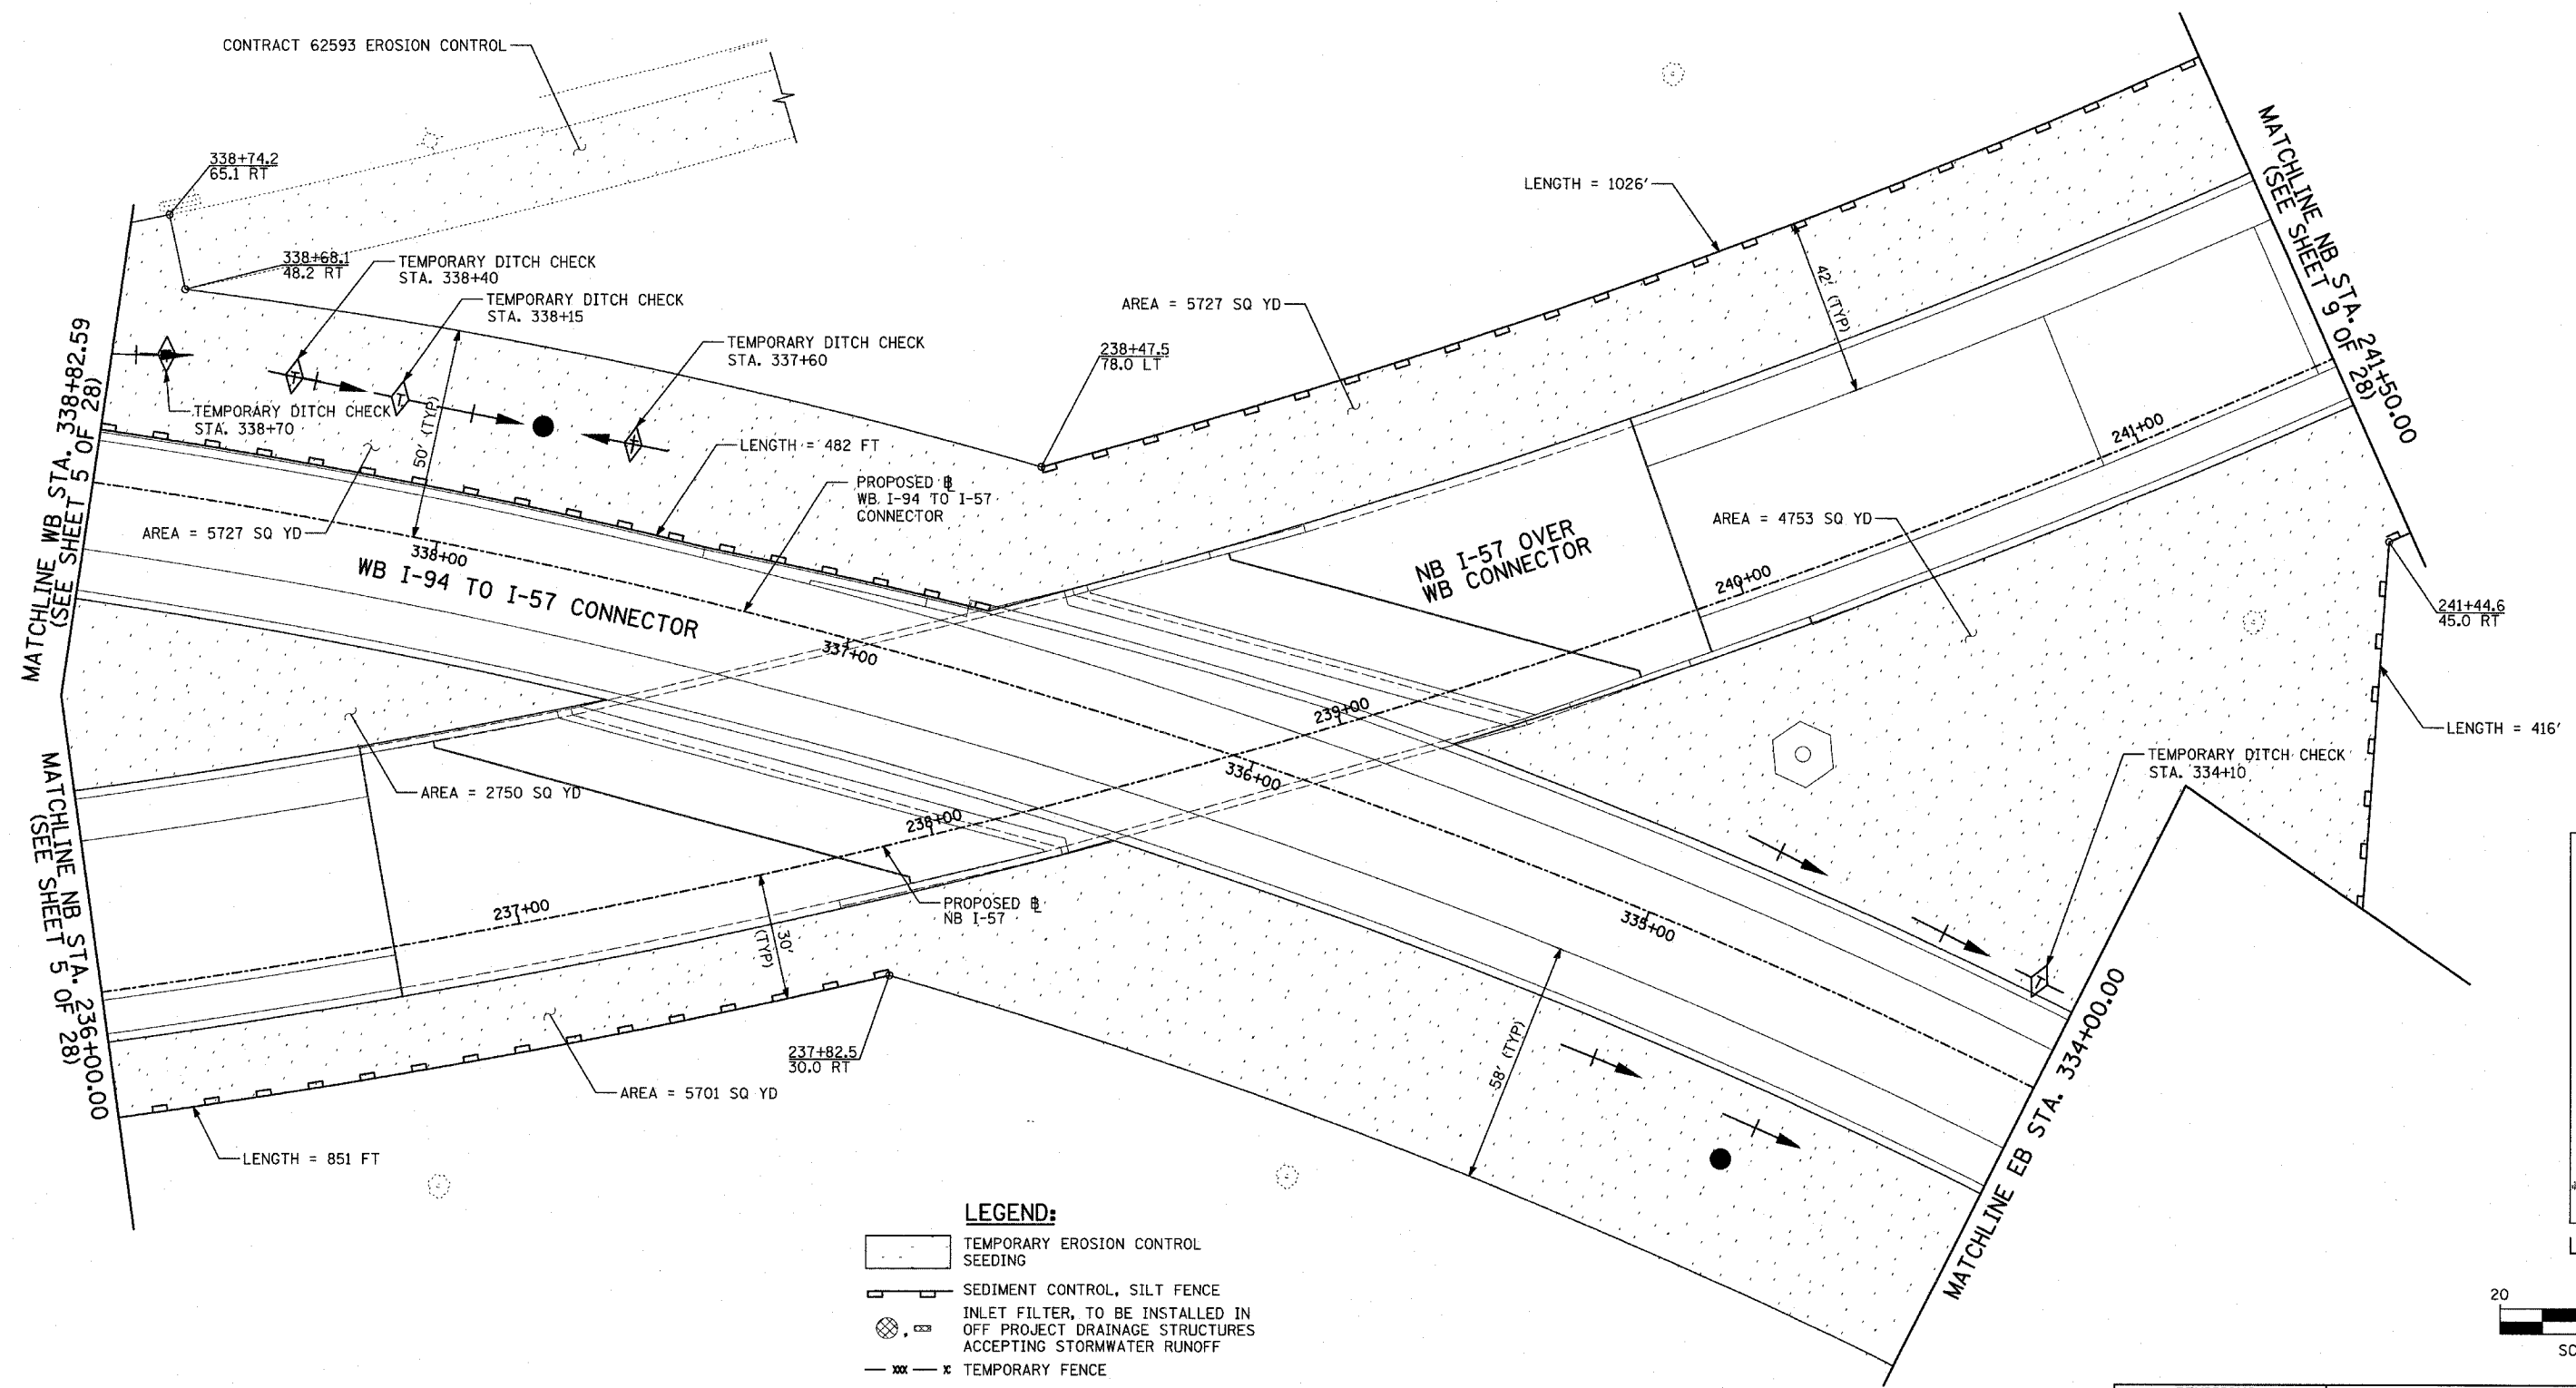 CONTRACT 62593 EROSION CONTROL
338+74.2
65.1 RT
338+68.1
48.2 RT
TEMPORARY DITCH CHECK
STA. 338+40
TEMPORARY DITCH CHECK
STA. 338+15
TEMPORARY DITCH CHECK
STA. 337+60
TEMPORARY DITCH CHECK
STA. 338+70
50' (TYP)
LENGTH = 482 FT
PROPOSED
WB I-94 TO I-57
CONNECTOR
AREA = 5727 SQ YD
338+00
WB I-94 TO I-57 CONNECTOR
337+00
MATCHLINE WB STA. 338+82.59
(SEE SHEET 5 OF 28)
LENGTH = 1026'
AREA = 5727 SQ YD
238+47.5
78.0 LT
42' (TYP)
MATCHLINE NB STA. 241+50.00
(SEE SHEET 9 OF 28)
241+00
AREA = 4753 SQ YD
NB I-57 OVER
WB CONNECTOR
240+00
239+00
241+44.6
45.0 RT
LENGTH = 416'
TEMPORARY DITCH CHECK
STA. 334+10
336+00
335+00
AREA = 2750 SQ YD
238+00
237+00
PROPOSED
NB I-57
30'
(TYP)
MATCHLINE NB STA. 236+00.00
(SEE SHEET 5 OF 28)
237+82.5
30.0 RT
AREA = 5701 SQ YD
LENGTH = 851 FT
58' (TYP)
MATCHLINE EB STA. 334+00.00
LEGEND:
TEMPORARY EROSION CONTROL
SEEDING
SEDIMENT CONTROL, SILT FENCE
INLET FILTER, TO BE INSTALLED IN
OFF PROJECT DRAINAGE STRUCTURES
ACCEPTING STORMWATER RUNOFF
TEMPORARY FENCE
20